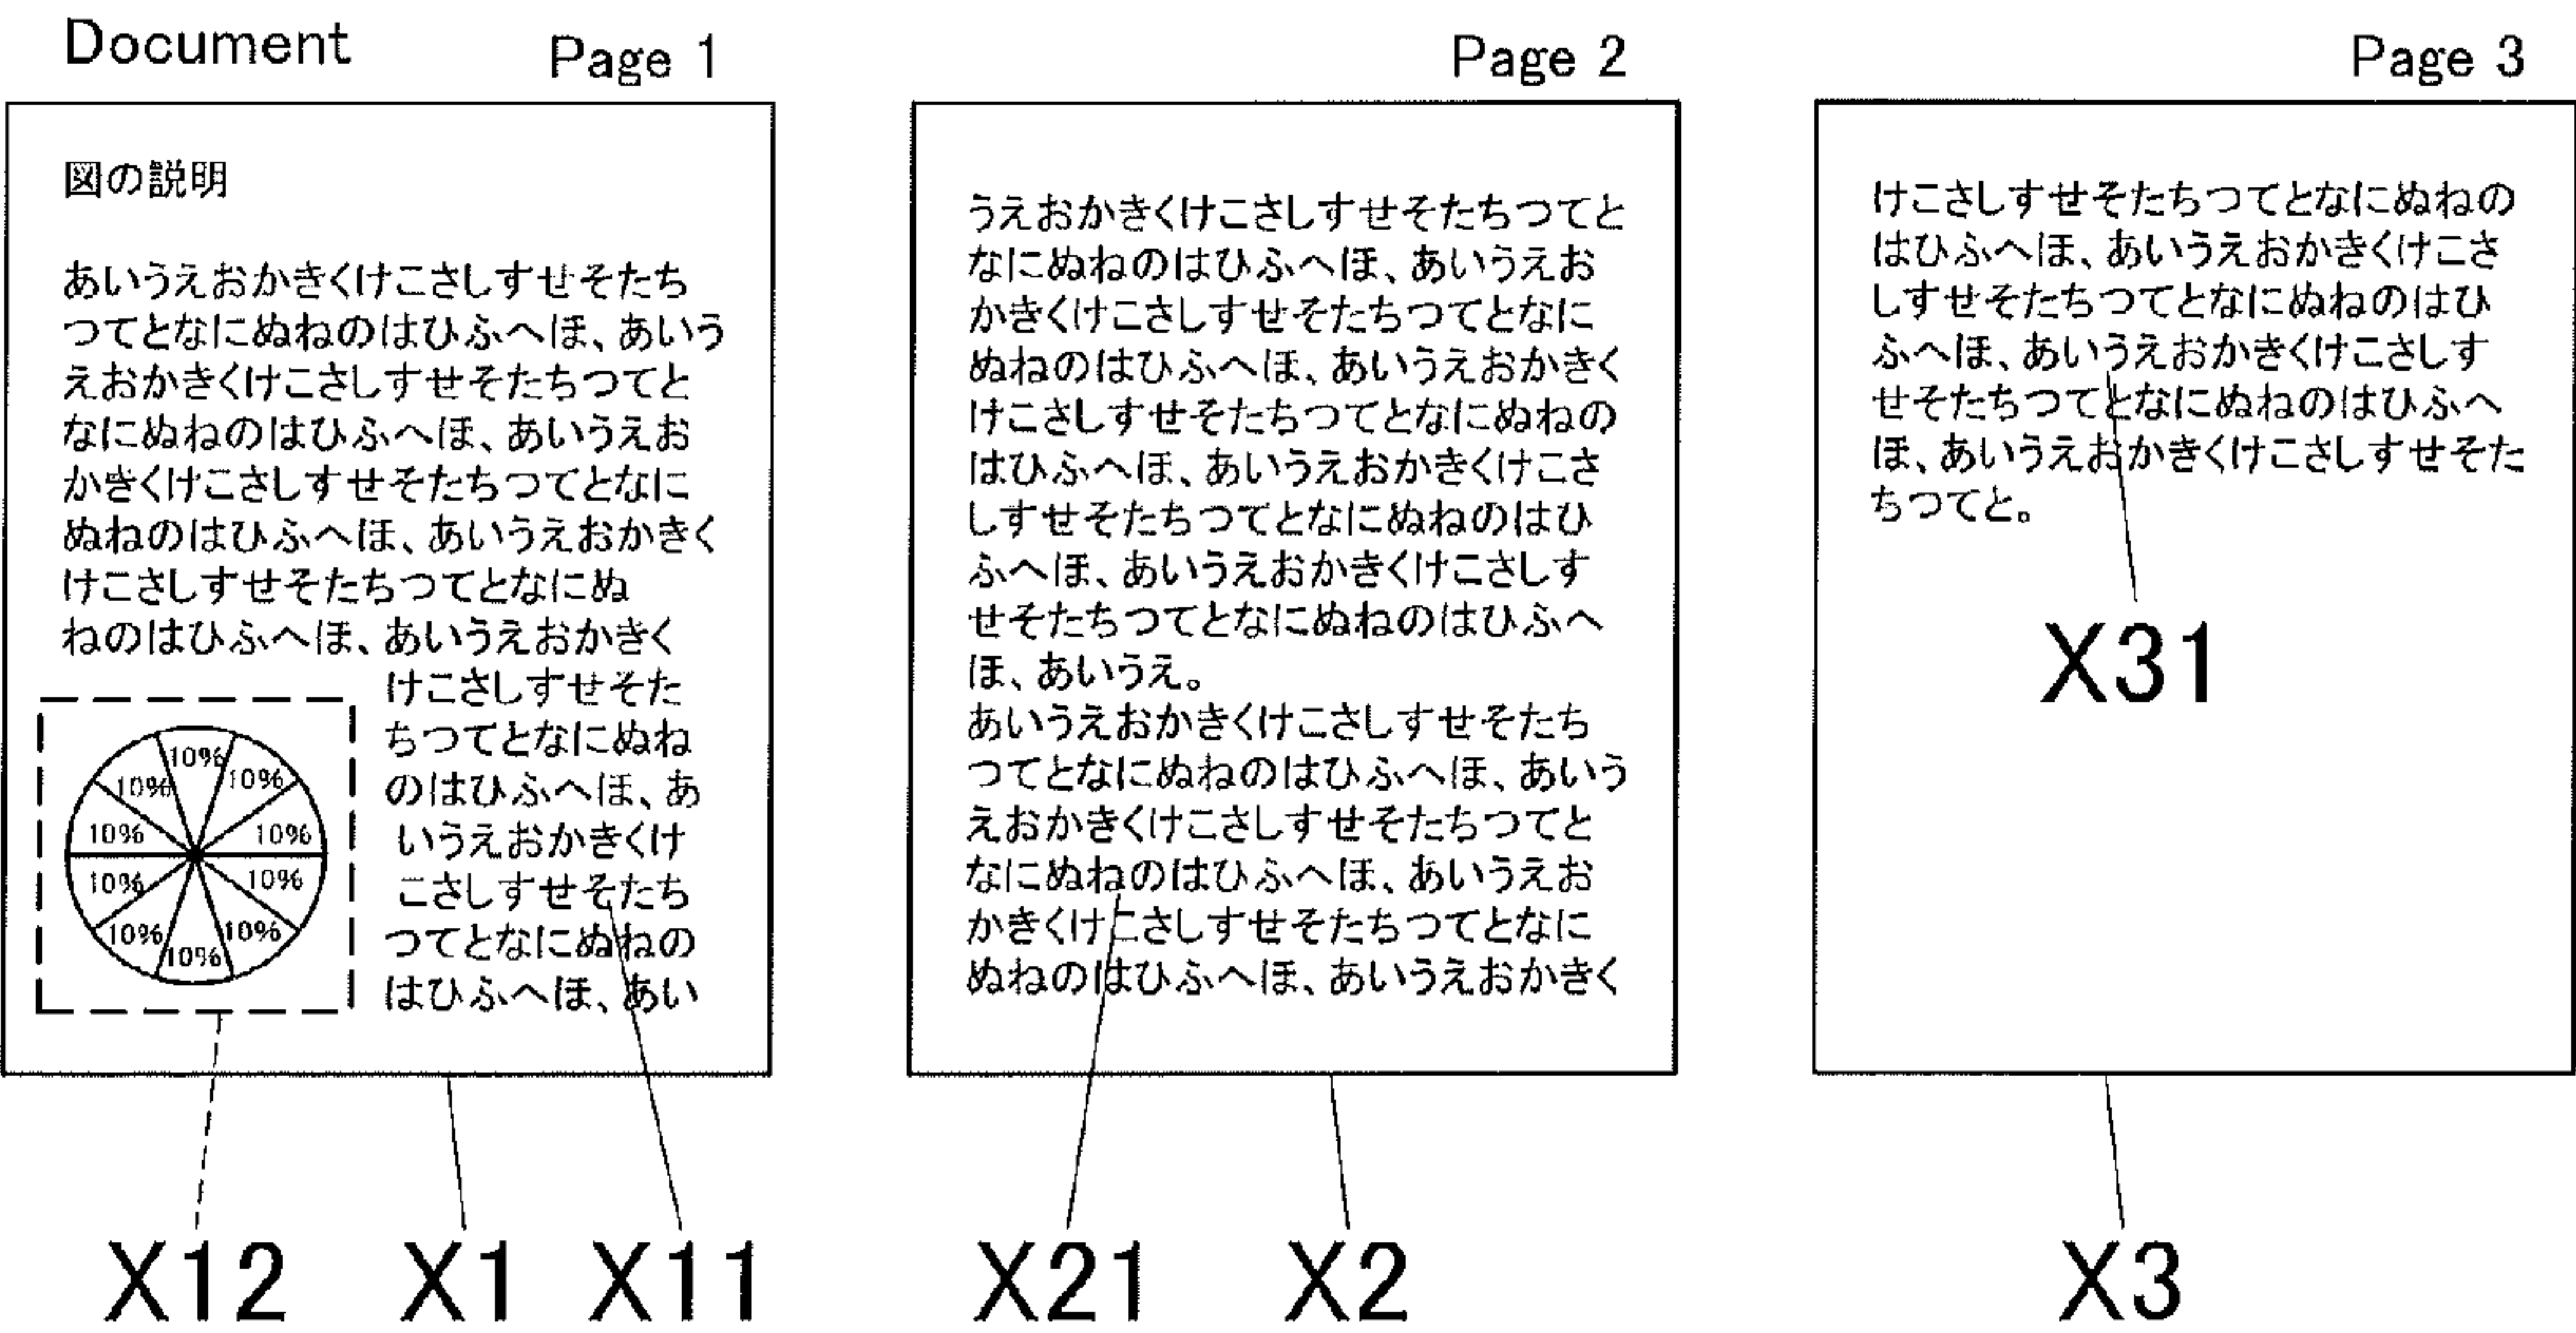 Document
Page 1
図の説明
あいうえおかきくけこさしすせそたち
つてとなにぬねのはひふへほ、あいう
えおかきくけこさしすせそたちつてと
なにぬねのはひふへほ、あいうえお
かきくけこさしすせそたちつてとなに
ぬねのはひふへほ、あいうえおかきく
けこさしすせそたちつてとなにぬ
ねのはひふへほ、あいうえおかきく
けこさしすせそた
ちつてとなにぬね
のはひふへほ、あ
いうえおかきくけ
こさしすせそたち
つてとなにぬねの
はひふへほ、あい
10%
10%
10%
10%
10%
10%
10%
10%
10%
10%
X12
X1
X11
Page 2
うえおかきくけこさしすせそたちつてと
なにぬねのはひふへほ、あいうえお
かきくけこさしすせそたちつてとなに
ぬねのはひふへほ、あいうえおかきく
けこさしすせそたちつてとなにぬねの
はひふへほ、あいうえおかきくけこさ
しすせそたちつてとなにぬねのはひ
ふへほ、あいうえおかきくけこさしす
せそたちつてとなにぬねのはひふへ
ほ、あいうえ。
あいうえおかきくけこさしすせそたち
つてとなにぬねのはひふへほ、あいう
えおかきくけこさしすせそたちつてと
なにぬねのはひふへほ、あいうえお
かきくけこさしすせそたちつてとなに
ぬねのはひふへほ、あいうえおかきく
X21
X2
Page 3
けこさしすせそたちつてとなにぬねの
はひふへほ、あいうえおかきくけこさ
しすせそたちつてとなにぬねのはひ
ふへほ、あいうえおかきくけこさしす
せそたちつてとなにぬねのはひふへ
ほ、あいうえおかきくけこさしすせそた
ちつてと。
X31
X3